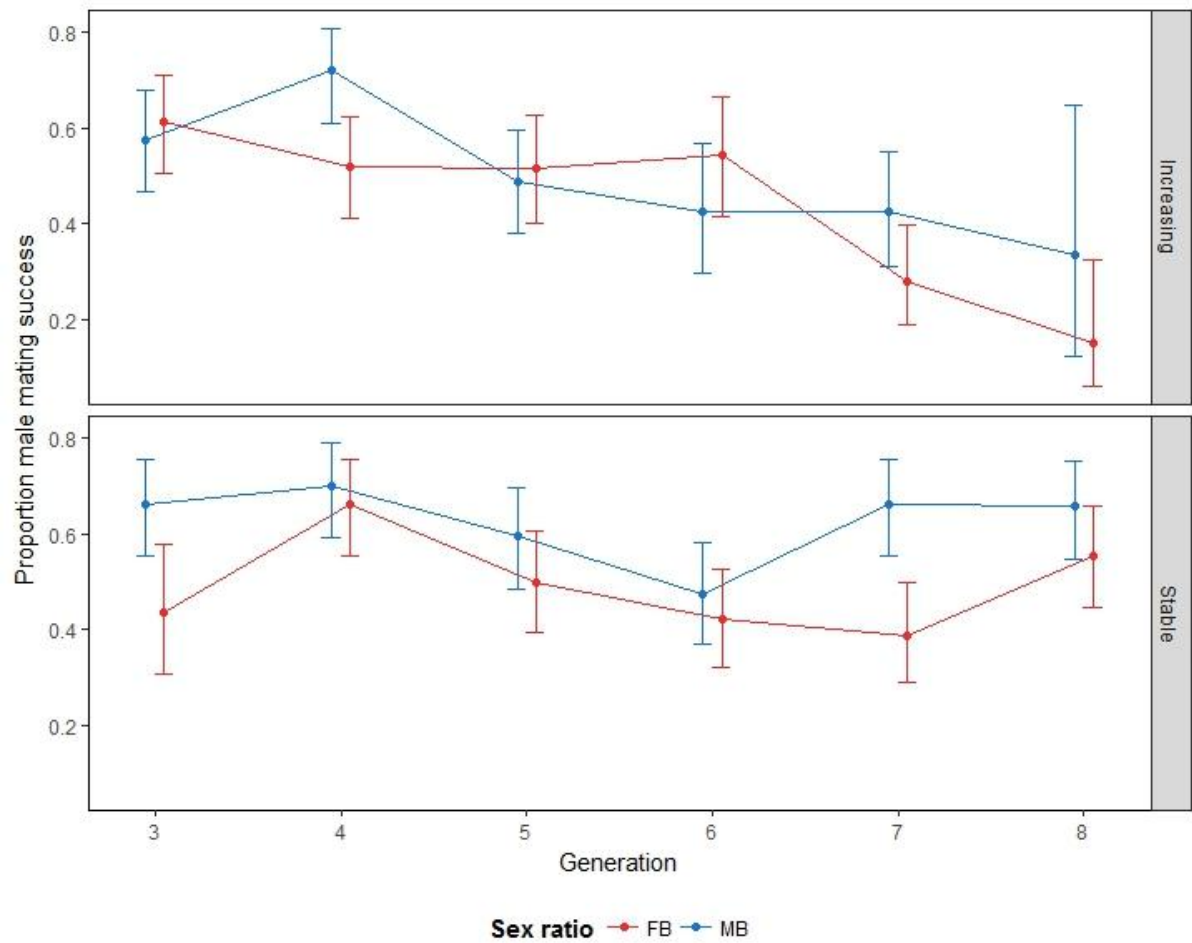 Proportion male mating success
0.8
0.6
0.4
0.2
Increasing
0.8
0.6
0.4
0.2
Stable
3 4 5 6 7 8
Generation
Sex ratio FB MB